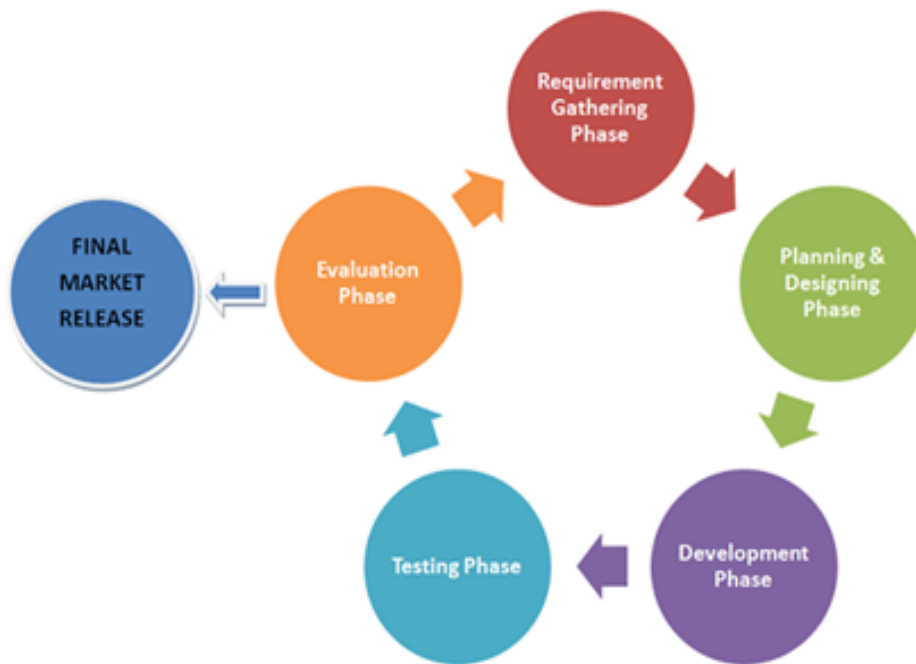 Requirement
Gathering
Phase
Planning &
Designing
Phase
Development
Phase
Testing Phase
Evaluation
Phase
FINAL
MARKET
RELEASE